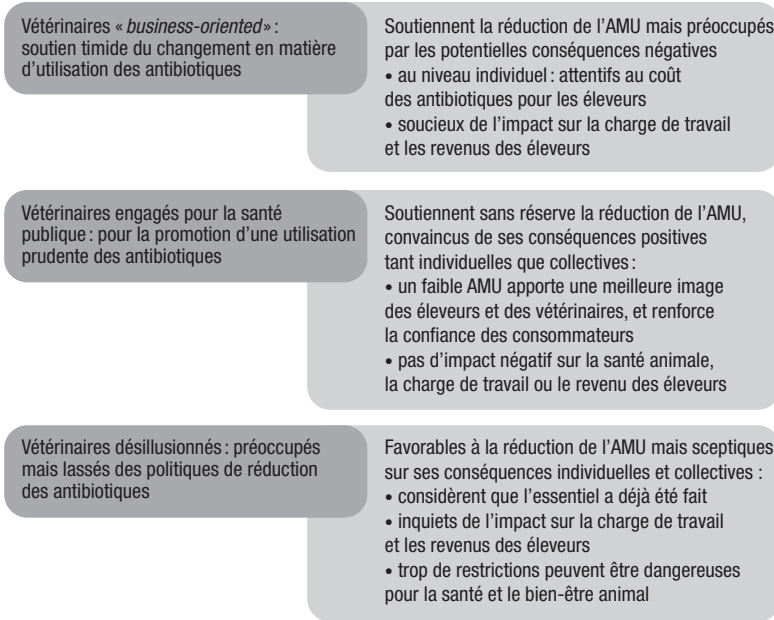 Vétérinaires « business-oriented » :
soutien timide du changement en matière
d’utilisation des antibiotiques
Soutiennent la réduction de l’AMU mais préoccupés
par les potentielles conséquences négatives
• au niveau individuel : attentifs au coût
des antibiotiques pour les éleveurs
• soucieux de l’impact sur la charge de travail
et les revenus des éleveurs
Vétérinaires engagés pour la santé
publique : pour la promotion d’une utilisation
prudente des antibiotiques
Soutiennent sans réserve la réduction de l’AMU,
convaincus de ses conséquences positives
tant individuelles que collectives :
• un faible AMU apporte une meilleure image
des éleveurs et des vétérinaires, et renforce
la confiance des consommateurs
• pas d’impact négatif sur la santé animale,
la charge de travail ou le revenu des éleveurs
Vétérinaires désillusionnés : préoccupés
mais lassés des politiques de réduction
des antibiotiques
Favorables à la réduction de l’AMU mais sceptiques
sur ses conséquences individuelles et collectives :
• considèrent que l’essentiel a déjà été fait
• inquiets de l’impact sur la charge de travail
et les revenus des éleveurs
• trop de restrictions peuvent être dangereuses
pour la santé et le bien-être animal